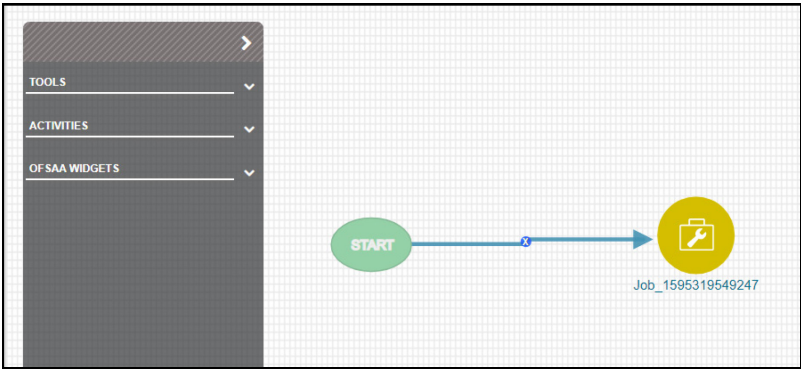 TOOLS
ACTIVITIES
OFSAA WIDGETS
START
X
Job_1595319549247